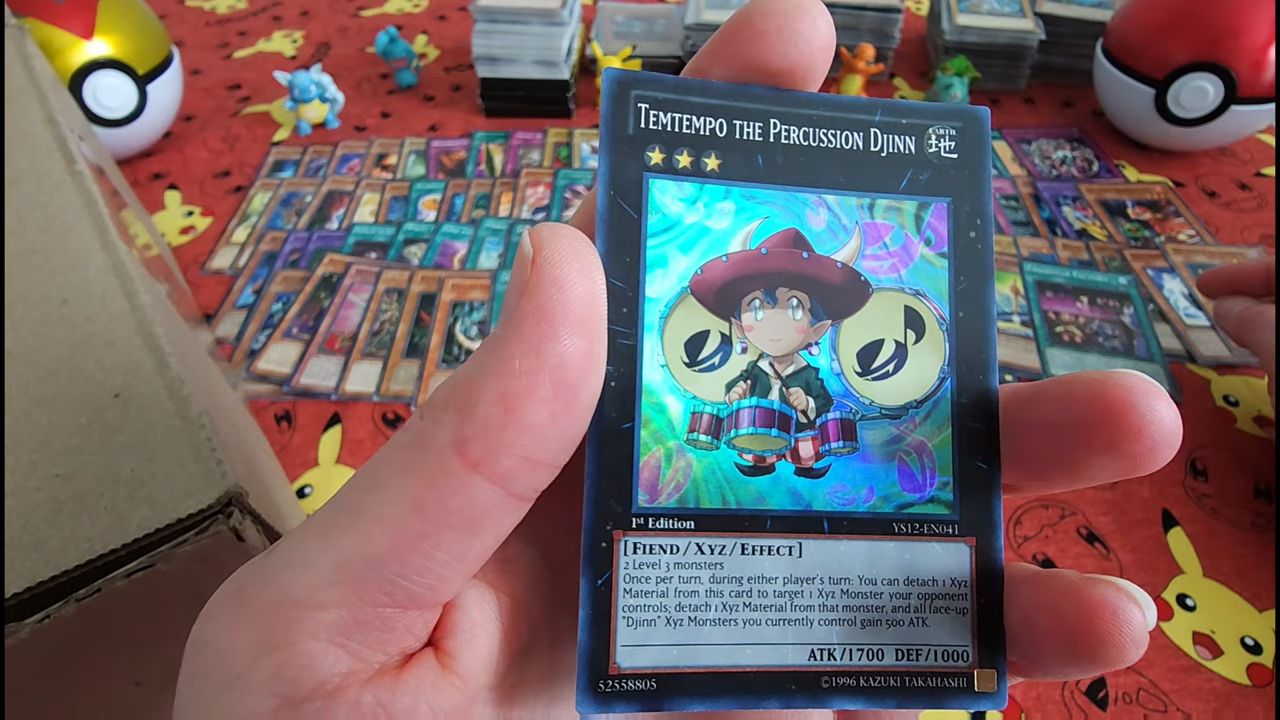 TEMTEMPO THE PERCUSSION DJINN
EARTH
地
1st Edition
YS12-EN041
[FIEND/XYZ/EFFECT]
2 Level 3 monsters
Once per turn, during either player's turn: You can detach 1 Xyz
Material from this card to target 1 Xyz Monster your opponent
controls; detach 1 Xyz Material from that monster, and all face-up
"Djinn" Xyz Monsters you currently control gain 500 ATK.
ATK/1700 DEF/1000
52558805
©1996 KAZUKI TAKAHASHI